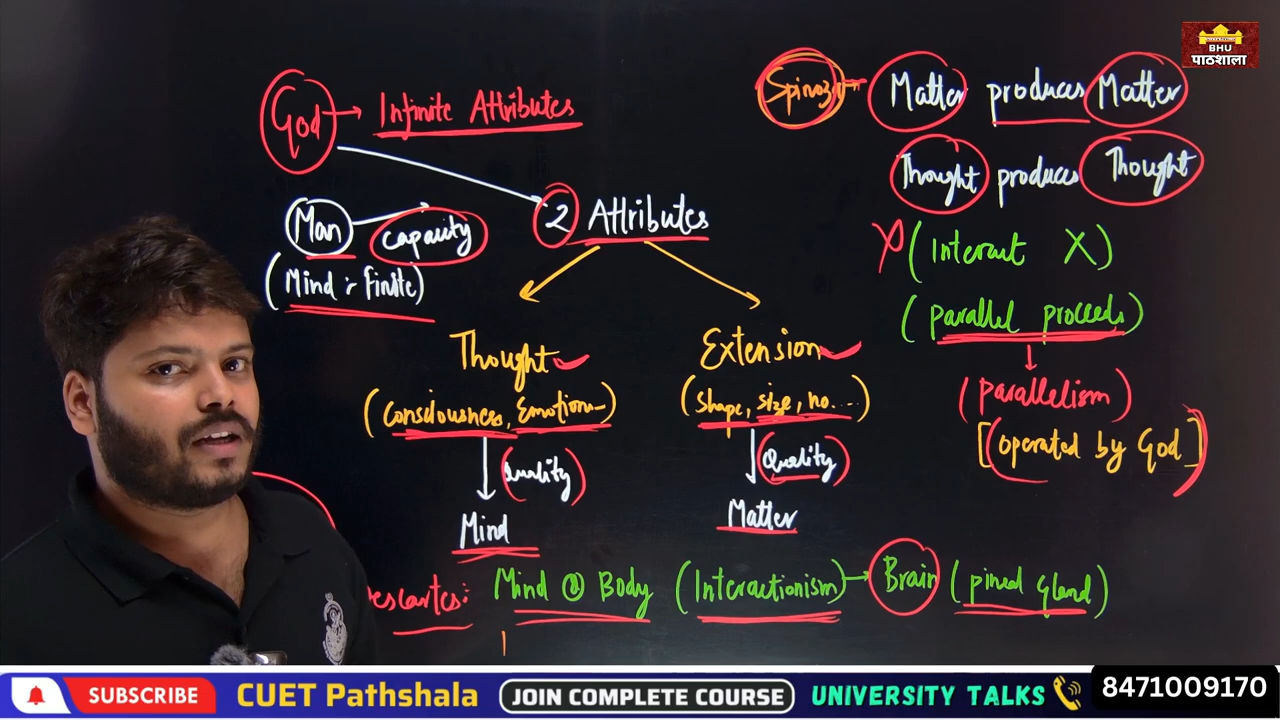 BHU
पाठशाला
God → Infinite Attributes
Man capacity
(Mind :- finite)
2 Attributes
Thought
(consciousness, Emotion..)
(Quality)
Mind
Extension
(shape, size, no....)
(Quality)
Matter
Spinoza → Matter produces Matter
Thought produces Thought
X (Interact X)
(parallel proceeds)
(parallelism)
[(operated by God)]
escartes: Mind @ Body (Interactionism) → Brain (pineal Gland)
SUBSCRIBE
CUET Pathshala
JOIN COMPLETE COURSE
UNIVERSITY TALKS
8471009170